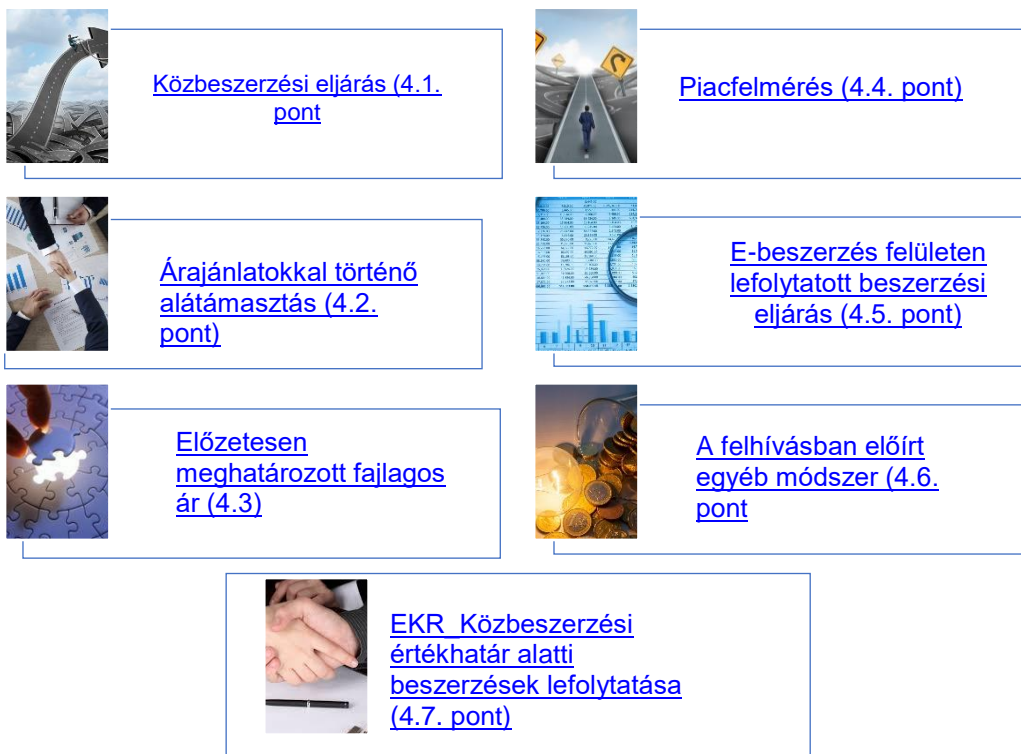 Közbeszerzési eljárás (4.1.
pont
Piacfelmérés (4.4. pont)
Árajánlatokkal történő
alátámasztás (4.2.
pont)
E-beszerzés felületen
lefolytatott beszerzési
eljárás (4.5. pont)
Előzetesen
meghatározott fajlagos
ár (4.3)
A felhívásban előírt
egyéb módszer (4.6.
pont
EKR_Közbeszerzési
értékhatár alatti
beszerzések lefolytatása
(4.7. pont)